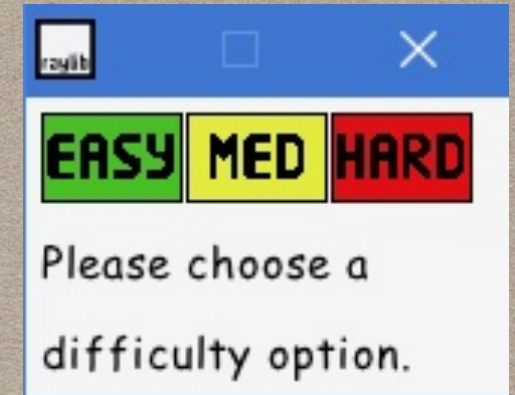 raylib
EASY MED HARD
Please choose a
difficulty option.